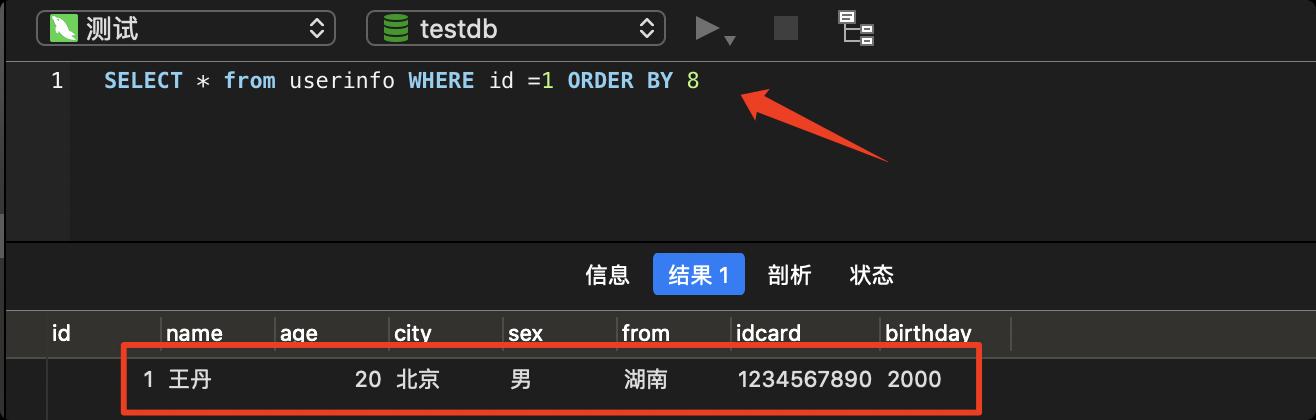 测试 testdb
1 SELECT * from userinfo WHERE id =1 ORDER BY 8
信息 结果 1 剖析 状态
id name age city sex from idcard birthday
1 王丹 20 北京 男 湖南 1234567890 2000